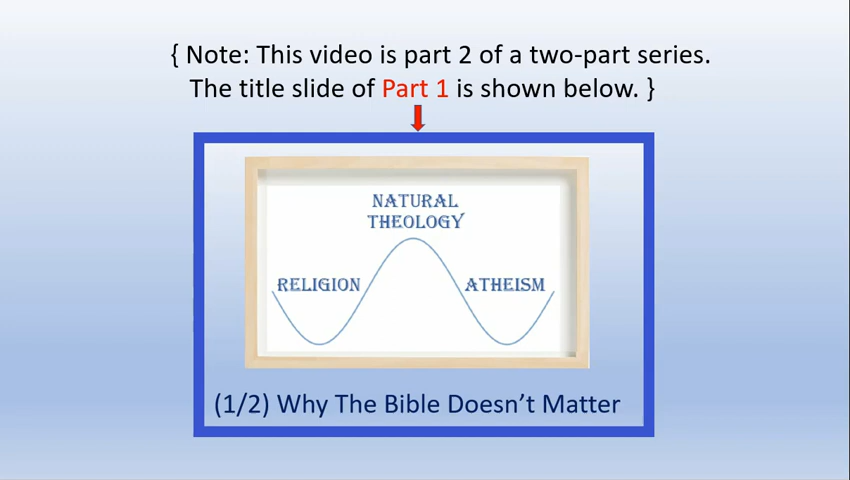 { Note: This video is part 2 of a two-part series.
The title slide of Part 1 is shown below. }
NATURAL
THEOLOGY
RELIGION
ATHEISM
(1/2) Why The Bible Doesn’t Matter